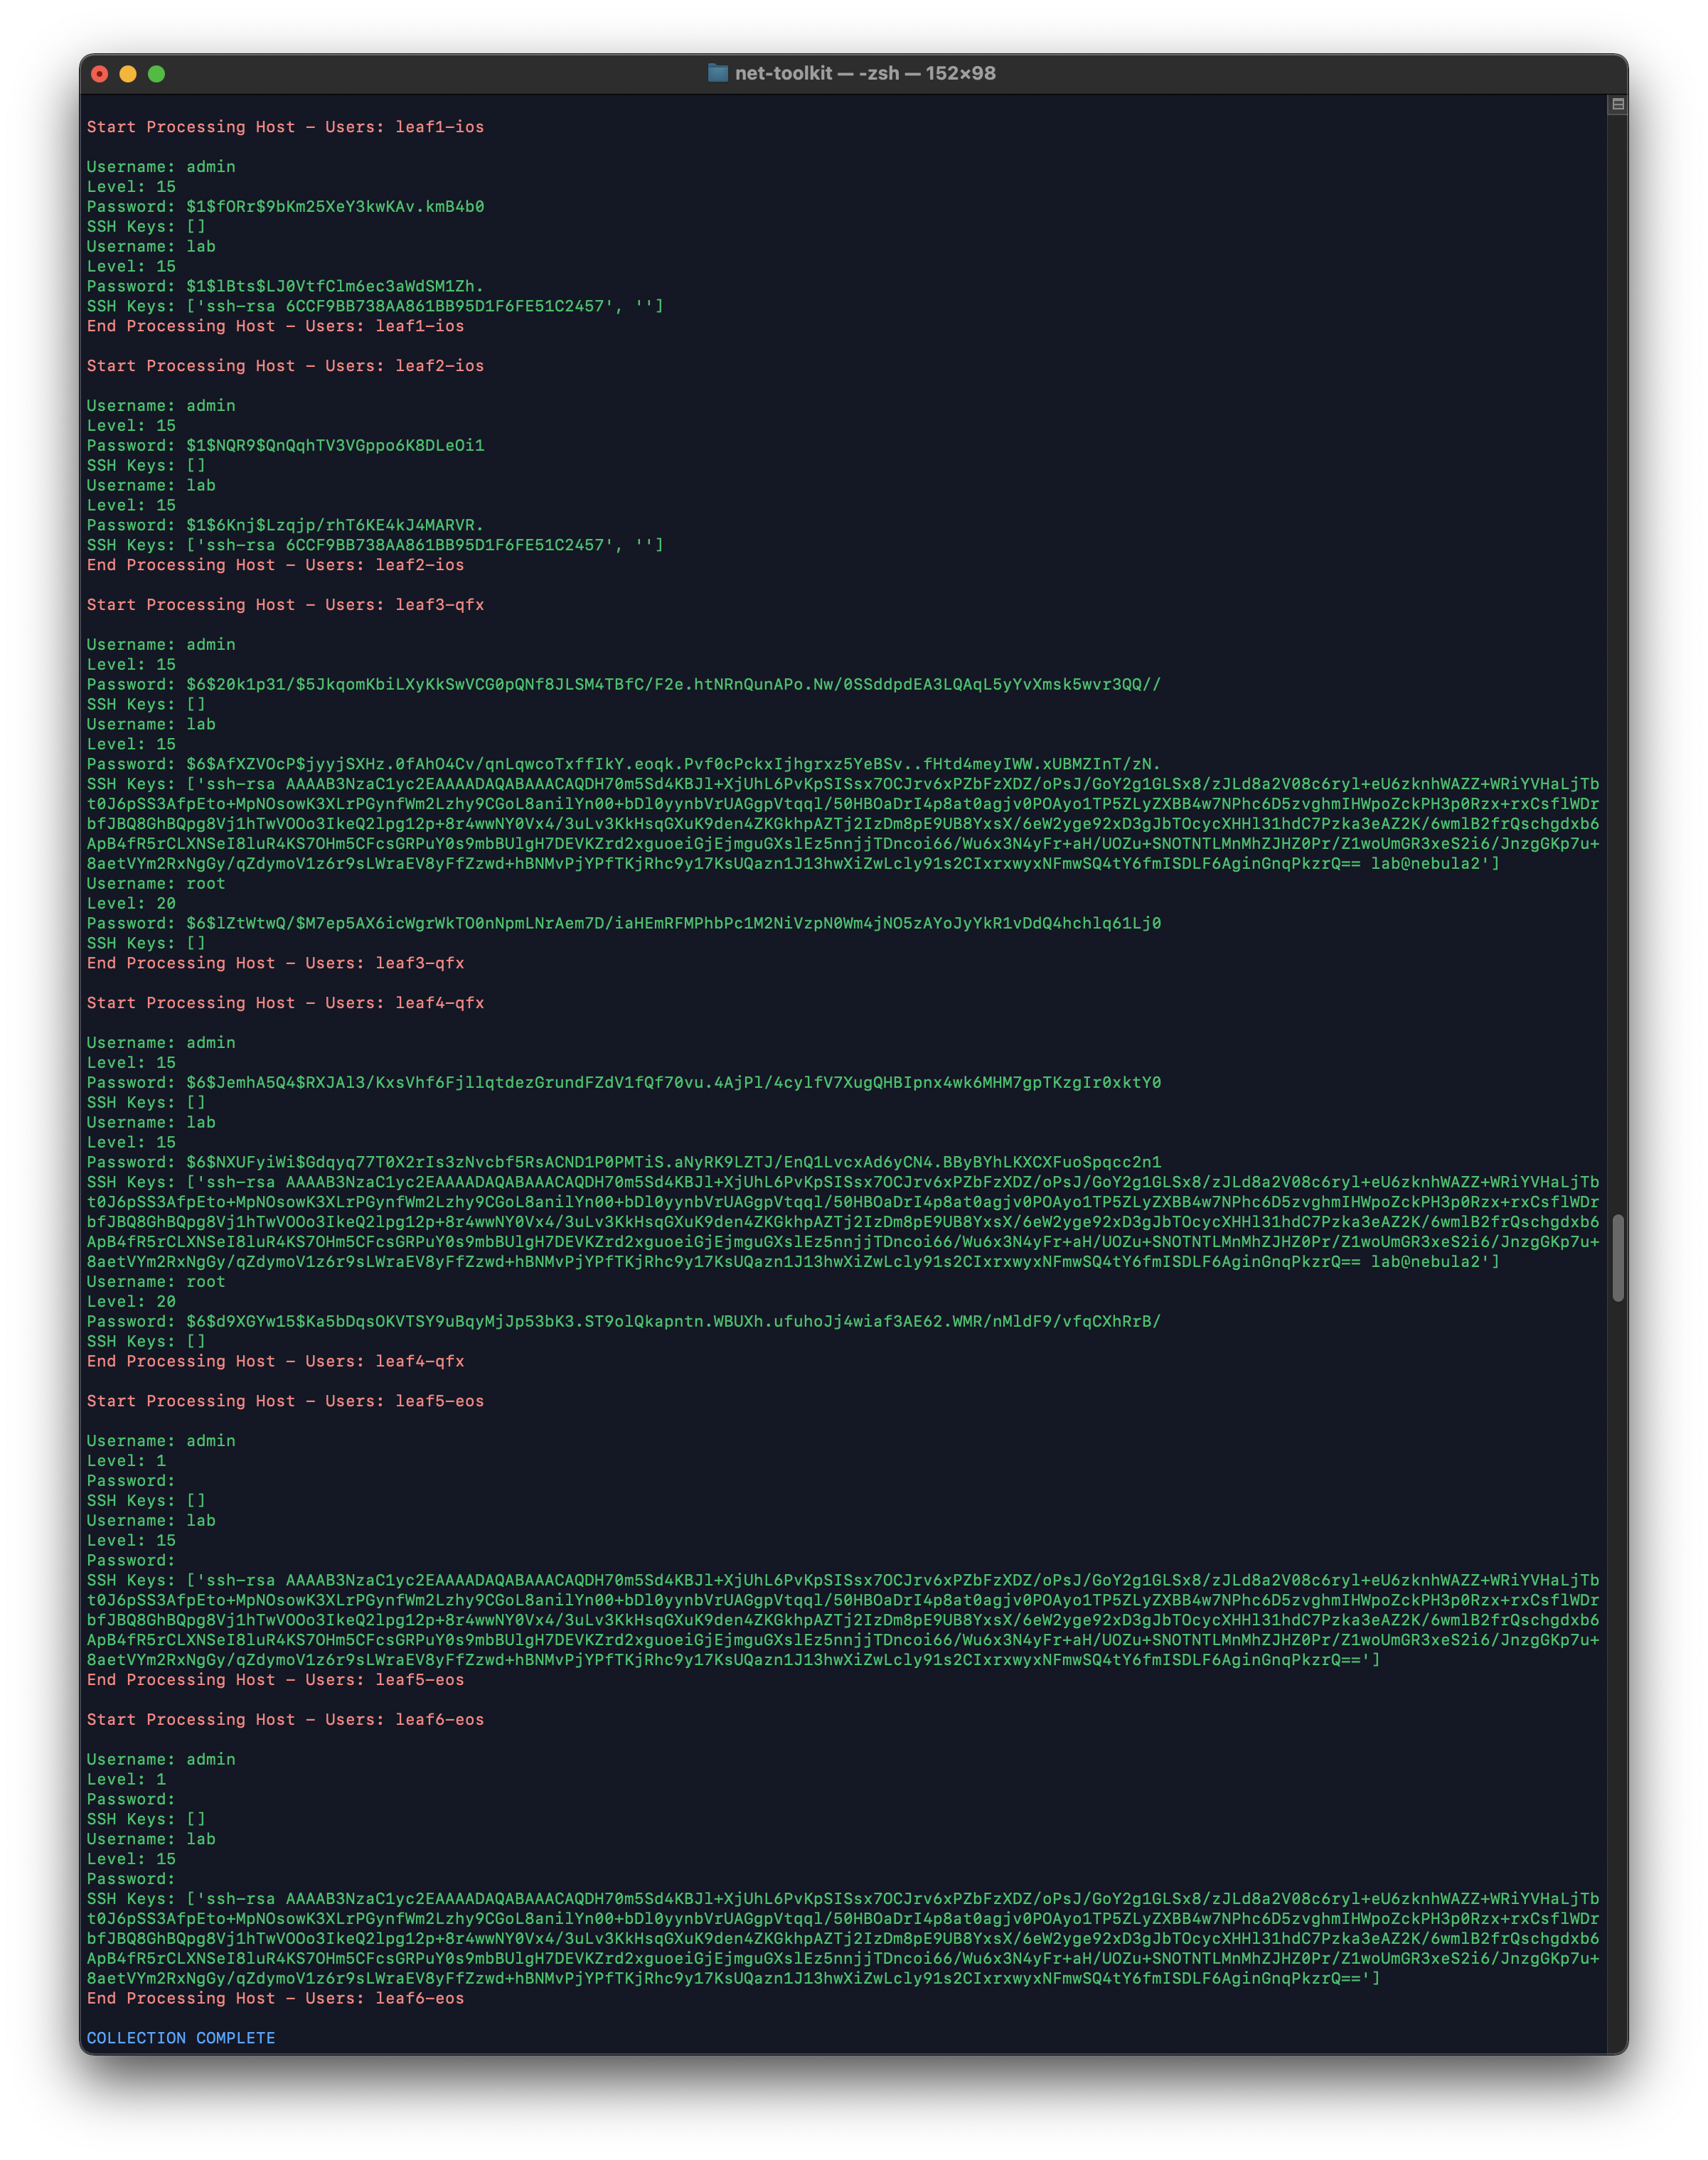 net-toolkit — -zsh — 152×98
Start Processing Host - Users: leaf1-ios
Username: admin
Level: 15
Password: $1$fORr$9bKm25XeY3kwKAv.kmB4b0
SSH Keys: []
Username: lab
Level: 15
Password: $1$lBts$LJ0VtfClm6ec3aWdSM1Zh.
SSH Keys: ['ssh-rsa 6CCF9BB738AA861BB95D1F6FE51C2457', '']
End Processing Host - Users: leaf1-ios
Start Processing Host - Users: leaf2-ios
Username: admin
Level: 15
Password: $1$NQR9$QnQqhTV3VGppo6K8DLeOi1
SSH Keys: []
Username: lab
Level: 15
Password: $1$6Knj$Lzqjp/rhT6KE4kJ4MARVR.
SSH Keys: ['ssh-rsa 6CCF9BB738AA861BB95D1F6FE51C2457', '']
End Processing Host - Users: leaf2-ios
Start Processing Host - Users: leaf3-qfx
Username: admin
Level: 15
Password: $6$20k1p31/$5JkqomKbiLXyKkSwVCG0pQNf8JLSM4TBfC/F2e.htNRnQunAPo.Nw/0SSddpdEA3LQAqL5yYvXmsk5wvr3QQ//
SSH Keys: []
Username: lab
Level: 15
Password: $6$AfXZVOcP$jyyjSXHz.0fAhO4Cv/qnLqwcoTxffIkY.eoqk.Pvf0cPckxIjhgrxz5YeBSv..fHtd4meyIWW.xUBMZInT/zN.
SSH Keys: ['ssh-rsa AAAAB3NzaC1yc2EAAAADAQABAAACAQDH70m5Sd4KBJl+XjUhL6PvKpSISsx7OCJrv6xPZbFzXDZ/oPsJ/GoY2g1GLSx8/zJLd8a2V08c6ryl+eU6zknhWAZZ+WRiYVHaLjTb
t0J6pSS3AfpEto+MpNOsowK3XLrPGynfWm2Lzhy9CGoL8anilYn00+bDl0yynbVrUAGgpVtqql/50HBOaDrI4p8at0agjv0POAyo1TP5ZLyZXBB4w7NPhc6D5zvghmIHWpoZckPH3p0Rzx+rxCsflWDr
bfJBQ8GhBQpg8Vj1hTwVOOo3IkeQ2lpg12p+8r4wwNY0Vx4/3uLv3KkHsqGXuK9den4ZKGkhpAZTj2IzDm8pE9UB8YxsX/6eW2yge92xD3gJbTOcycXHHl31hdC7Pzka3eAZ2K/6wmlB2frQschgdxb6
ApB4fR5rCLXNSeI8luR4KS7OHm5CFcsGRPuY0s9mbBUlgH7DEVKZrd2xguoeiGjEjmguGXslEz5nnjjTDncoi66/Wu6x3N4yFr+aH/UOZu+SNOTNTLMnMhZJHZ0Pr/Z1woUmGR3xeS2i6/JnzgGKp7u+
8aetVYm2RxNgGy/qZdymoV1z6r9sLWraEV8yFfZzwd+hBNMvPjYPfTKjRhc9y17KsUQazn1J13hwXiZwLcly91s2CIxrxwyxNFmwSQ4tY6fmISDLF6AginGnqPkzrQ== lab@nebula2']
Username: root
Level: 20
Password: $6$lZtWtwQ/$M7ep5AX6icWgrWkTO0nNpmLNrAem7D/iaHEmRFMPhbPc1M2NiVzpN0Wm4jNO5zAYoJyYkR1vDdQ4hchlq61Lj0
SSH Keys: []
End Processing Host - Users: leaf3-qfx
Start Processing Host - Users: leaf4-qfx
Username: admin
Level: 15
Password: $6$JemhA5Q4$RXJAl3/KxsVhf6FjllqtdezGrundFZdV1fQf70vu.4AjPl/4cylfV7XugQHBIpnx4wk6MHM7gpTKzgIr0xktY0
SSH Keys: []
Username: lab
Level: 15
Password: $6$NXUFyiWi$Gdqyq77T0X2rIs3zNvcbf5RsACND1P0PMTiS.aNyRK9LZTJ/EnQ1LvcxAd6yCN4.BByBYhLKXCXFuoSpqcc2n1
SSH Keys: ['ssh-rsa AAAAB3NzaC1yc2EAAAADAQABAAACAQDH70m5Sd4KBJl+XjUhL6PvKpSISsx7OCJrv6xPZbFzXDZ/oPsJ/GoY2g1GLSx8/zJLd8a2V08c6ryl+eU6zknhWAZZ+WRiYVHaLjTb
t0J6pSS3AfpEto+MpNOsowK3XLrPGynfWm2Lzhy9CGoL8anilYn00+bDl0yynbVrUAGgpVtqql/50HBOaDrI4p8at0agjv0POAyo1TP5ZLyZXBB4w7NPhc6D5zvghmIHWpoZckPH3p0Rzx+rxCsflWDr
bfJBQ8GhBQpg8Vj1hTwVOOo3IkeQ2lpg12p+8r4wwNY0Vx4/3uLv3KkHsqGXuK9den4ZKGkhpAZTj2IzDm8pE9UB8YxsX/6eW2yge92xD3gJbTOcycXHHl31hdC7Pzka3eAZ2K/6wmlB2frQschgdxb6
ApB4fR5rCLXNSeI8luR4KS7OHm5CFcsGRPuY0s9mbBUlgH7DEVKZrd2xguoeiGjEjmguGXslEz5nnjjTDncoi66/Wu6x3N4yFr+aH/UOZu+SNOTNTLMnMhZJHZ0Pr/Z1woUmGR3xeS2i6/JnzgGKp7u+
8aetVYm2RxNgGy/qZdymoV1z6r9sLWraEV8yFfZzwd+hBNMvPjYPfTKjRhc9y17KsUQazn1J13hwXiZwLcly91s2CIxrxwyxNFmwSQ4tY6fmISDLF6AginGnqPkzrQ== lab@nebula2']
Username: root
Level: 20
Password: $6$d9XGYw15$Ka5bDqsOKVTSY9uBqyMjJp53bK3.ST9olQkapntn.WBUXh.ufuhoJj4wiaf3AE62.WMR/nMldF9/vfqCXhRrB/
SSH Keys: []
End Processing Host - Users: leaf4-qfx
Start Processing Host - Users: leaf5-eos
Username: admin
Level: 1
Password:
SSH Keys: []
Username: lab
Level: 15
Password:
SSH Keys: ['ssh-rsa AAAAB3NzaC1yc2EAAAADAQABAAACAQDH70m5Sd4KBJl+XjUhL6PvKpSISsx7OCJrv6xPZbFzXDZ/oPsJ/GoY2g1GLSx8/zJLd8a2V08c6ryl+eU6zknhWAZZ+WRiYVHaLjTb
t0J6pSS3AfpEto+MpNOsowK3XLrPGynfWm2Lzhy9CGoL8anilYn00+bDl0yynbVrUAGgpVtqql/50HBOaDrI4p8at0agjv0POAyo1TP5ZLyZXBB4w7NPhc6D5zvghmIHWpoZckPH3p0Rzx+rxCsflWDr
bfJBQ8GhBQpg8Vj1hTwVOOo3IkeQ2lpg12p+8r4wwNY0Vx4/3uLv3KkHsqGXuK9den4ZKGkhpAZTj2IzDm8pE9UB8YxsX/6eW2yge92xD3gJbTOcycXHHl31hdC7Pzka3eAZ2K/6wmlB2frQschgdxb6
ApB4fR5rCLXNSeI8luR4KS7OHm5CFcsGRPuY0s9mbBUlgH7DEVKZrd2xguoeiGjEjmguGXslEz5nnjjTDncoi66/Wu6x3N4yFr+aH/UOZu+SNOTNTLMnMhZJHZ0Pr/Z1woUmGR3xeS2i6/JnzgGKp7u+
8aetVYm2RxNgGy/qZdymoV1z6r9sLWraEV8yFfZzwd+hBNMvPjYPfTKjRhc9y17KsUQazn1J13hwXiZwLcly91s2CIxrxwyxNFmwSQ4tY6fmISDLF6AginGnqPkzrQ==']
End Processing Host - Users: leaf5-eos
Start Processing Host - Users: leaf6-eos
Username: admin
Level: 1
Password:
SSH Keys: []
Username: lab
Level: 15
Password:
SSH Keys: ['ssh-rsa AAAAB3NzaC1yc2EAAAADAQABAAACAQDH70m5Sd4KBJl+XjUhL6PvKpSISsx7OCJrv6xPZbFzXDZ/oPsJ/GoY2g1GLSx8/zJLd8a2V08c6ryl+eU6zknhWAZZ+WRiYVHaLjTb
t0J6pSS3AfpEto+MpNOsowK3XLrPGynfWm2Lzhy9CGoL8anilYn00+bDl0yynbVrUAGgpVtqql/50HBOaDrI4p8at0agjv0POAyo1TP5ZLyZXBB4w7NPhc6D5zvghmIHWpoZckPH3p0Rzx+rxCsflWDr
bfJBQ8GhBQpg8Vj1hTwVOOo3IkeQ2lpg12p+8r4wwNY0Vx4/3uLv3KkHsqGXuK9den4ZKGkhpAZTj2IzDm8pE9UB8YxsX/6eW2yge92xD3gJbTOcycXHHl31hdC7Pzka3eAZ2K/6wmlB2frQschgdxb6
ApB4fR5rCLXNSeI8luR4KS7OHm5CFcsGRPuY0s9mbBUlgH7DEVKZrd2xguoeiGjEjmguGXslEz5nnjjTDncoi66/Wu6x3N4yFr+aH/UOZu+SNOTNTLMnMhZJHZ0Pr/Z1woUmGR3xeS2i6/JnzgGKp7u+
8aetVYm2RxNgGy/qZdymoV1z6r9sLWraEV8yFfZzwd+hBNMvPjYPfTKjRhc9y17KsUQazn1J13hwXiZwLcly91s2CIxrxwyxNFmwSQ4tY6fmISDLF6AginGnqPkzrQ==']
End Processing Host - Users: leaf6-eos
COLLECTION COMPLETE